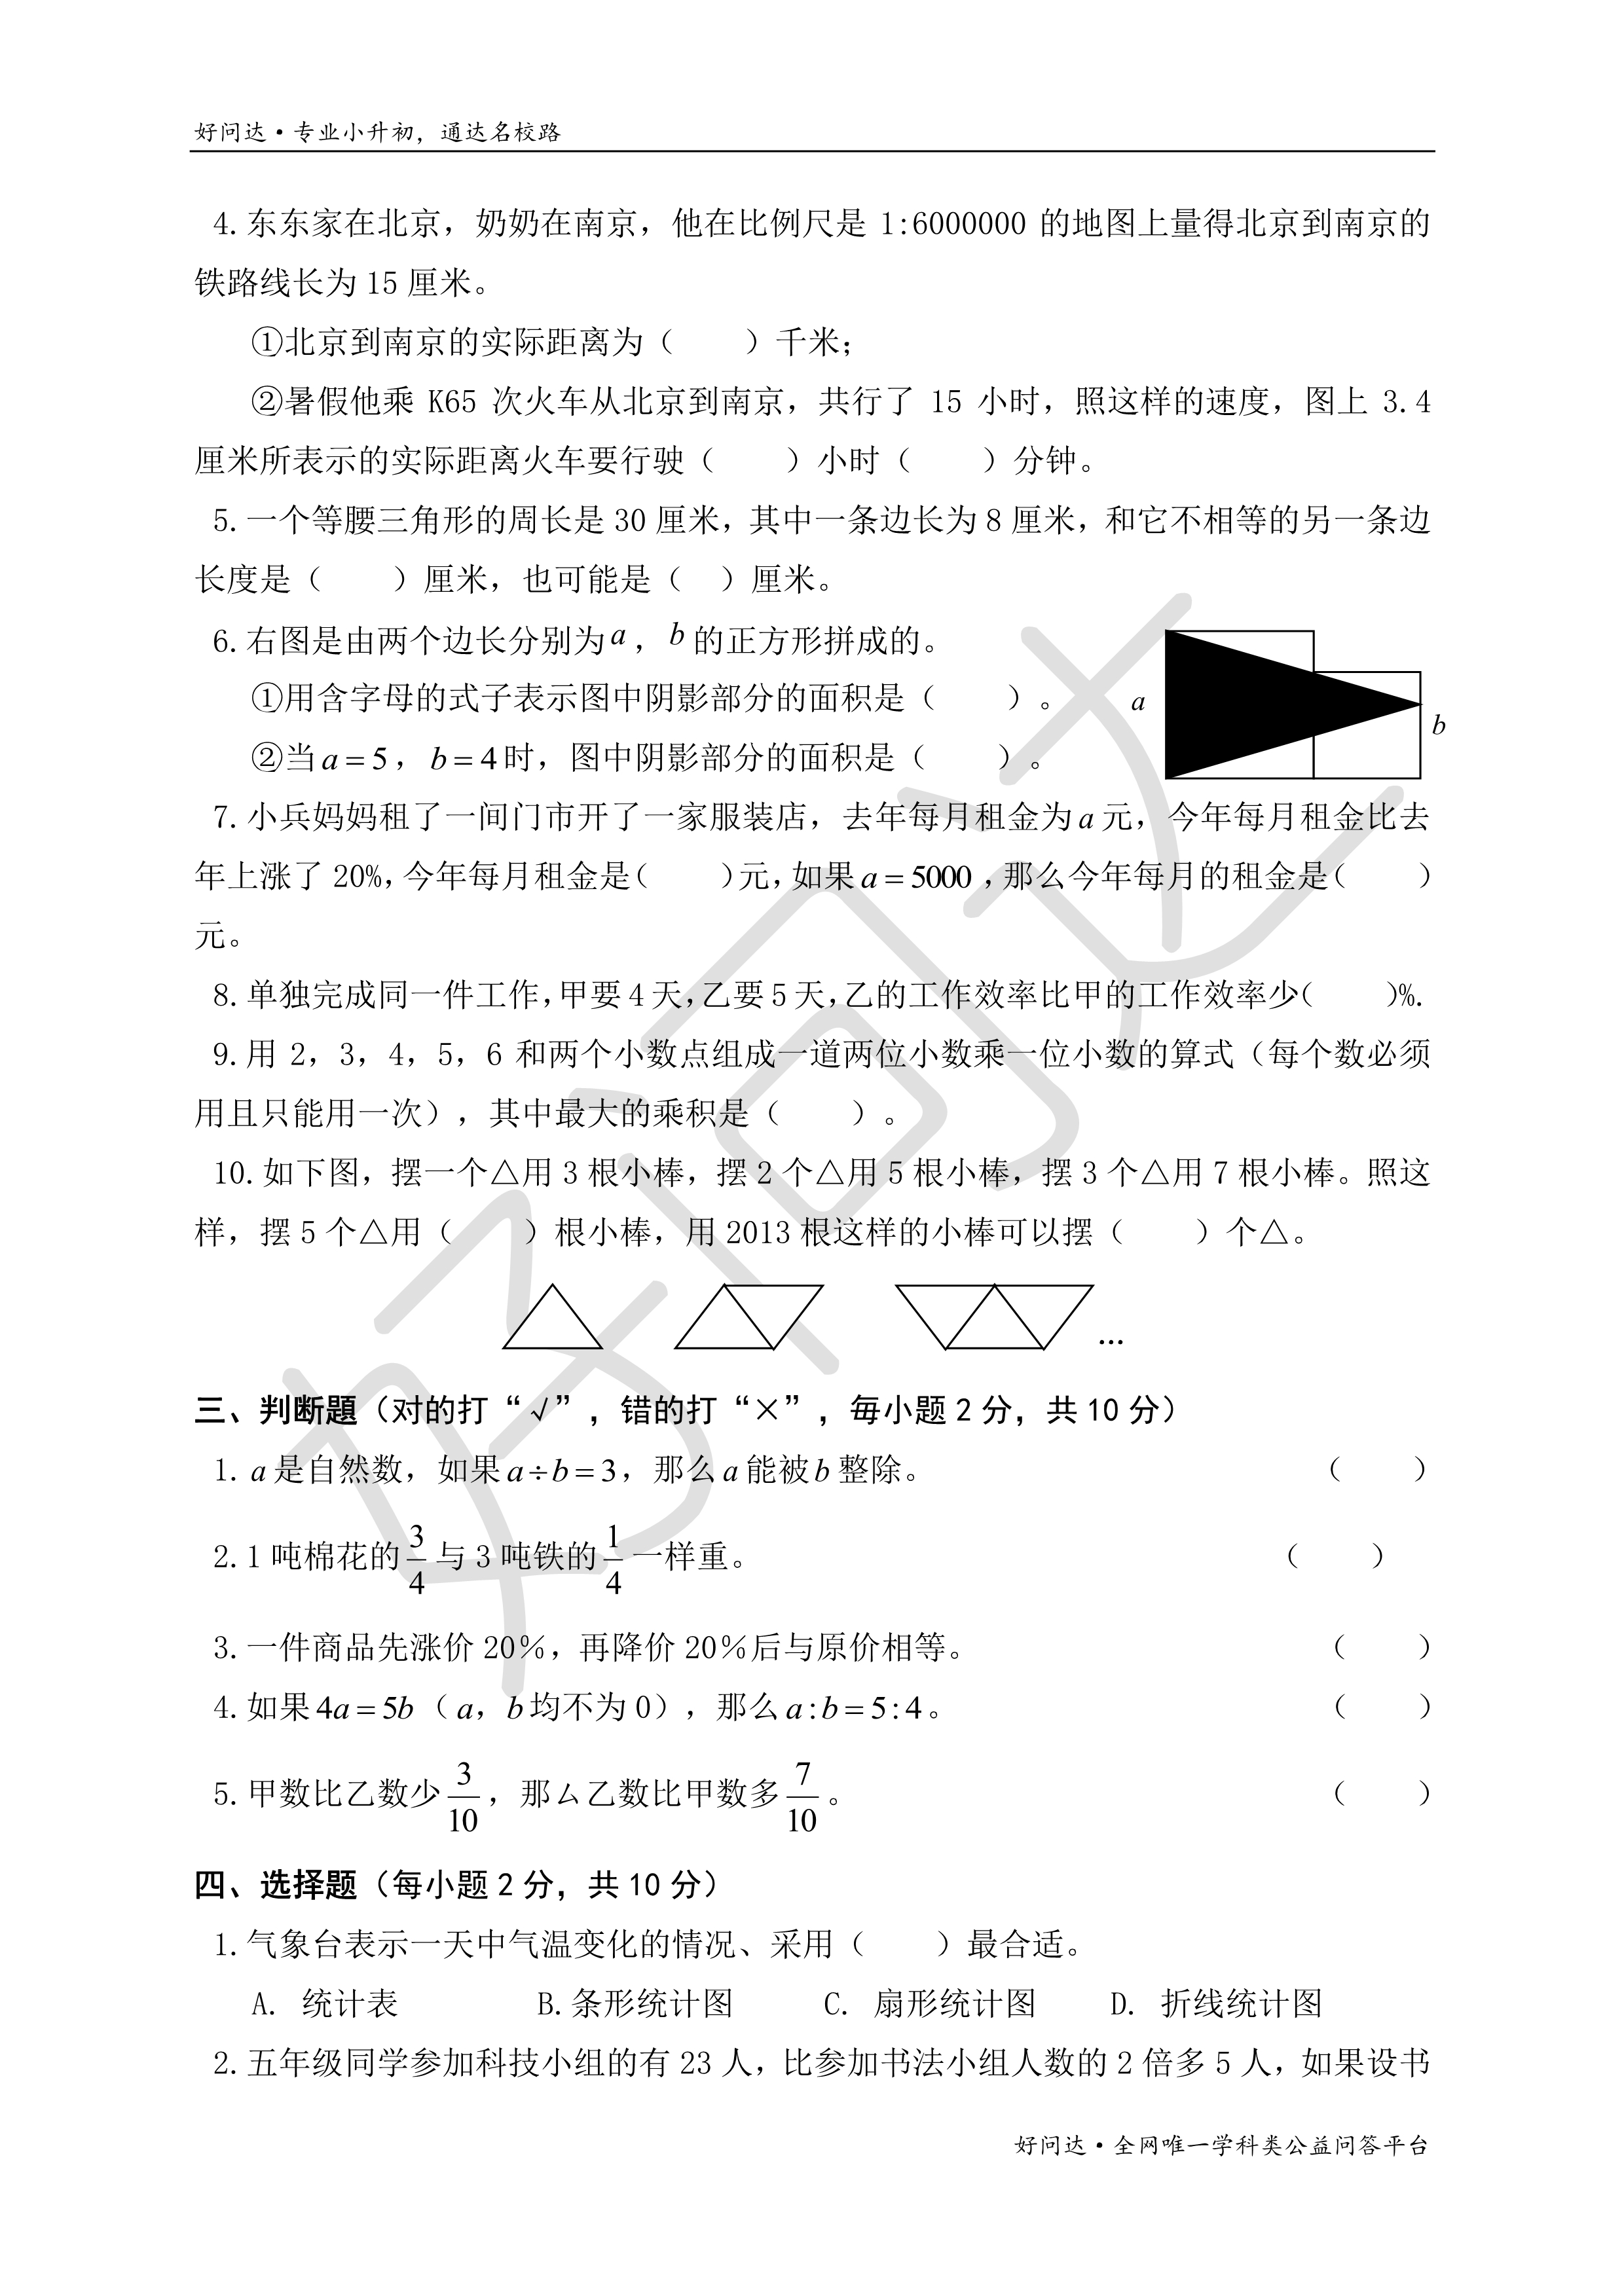 好问达·专业小升初，通达名校路
4.东东家在北京，奶奶在南京，他在比例尺是 1:6000000 的地图上量得北京到南京的
铁路线长为 15 厘米。
①北京到南京的实际距离为（　　）千米；
②暑假他乘 K65 次火车从北京到南京，共行了 15 小时，照这样的速度，图上 3.4
厘米所表示的实际距离火车要行驶（　　）小时（　　）分钟。
5.一个等腰三角形的周长是 30 厘米，其中一条边长为 8 厘米，和它不相等的另一条边
长度是（　　）厘米，也可能是（　）厘米。
6.右图是由两个边长分别为 a ， b 的正方形拼成的。
①用含字母的式子表示图中阴影部分的面积是（　　）。
a
b
②当 a = 5 ， b = 4 时，图中阴影部分的面积是（　　）。
7.小兵妈妈租了一间门市开了一家服装店，去年每月租金为 a 元，今年每月租金比去
年上涨了 20%，今年每月租金是（　　）元，如果 a = 5000 ，那么今年每月的租金是（　　）
元。
8.单独完成同一件工作，甲要 4 天，乙要 5 天，乙的工作效率比甲的工作效率少（　　）%.
9.用 2，3，4，5，6 和两个小数点组成一道两位小数乘一位小数的算式（每个数必须
用且只能用一次），其中最大的乘积是（　　）。
10.如下图，摆一个△用 3 根小棒，摆 2 个△用 5 根小棒，摆 3 个△用 7 根小棒。照这
样，摆 5 个△用（　　）根小棒，用 2013 根这样的小棒可以摆（　　）个△。
…
三、判断题（对的打“√”，错的打“×”，每小题 2 分，共 10 分）
1. a 是自然数，如果 a ÷ b = 3，那么 a 能被 b 整除。（　　）
2.1 吨棉花的 3/4 与 3 吨铁的 1/4 一样重。（　　）
3.一件商品先涨价 20％，再降价 20％后与原价相等。（　　）
4.如果 4a = 5b（ a，b 均不为 0），那么 a : b = 5 : 4 。（　　）
5.甲数比乙数少 3/10 ，那么乙数比甲数多 7/10 。（　　）
四、选择题（每小题 2 分，共 10 分）
1.气象台表示一天中气温变化的情况、采用（　　）最合适。
A. 统计表　　B.条形统计图　　C. 扇形统计图　　D. 折线统计图
2.五年级同学参加科技小组的有 23 人，比参加书法小组人数的 2 倍多 5 人，如果设书
好问达·全网唯一学科类公益问答平台
好问达